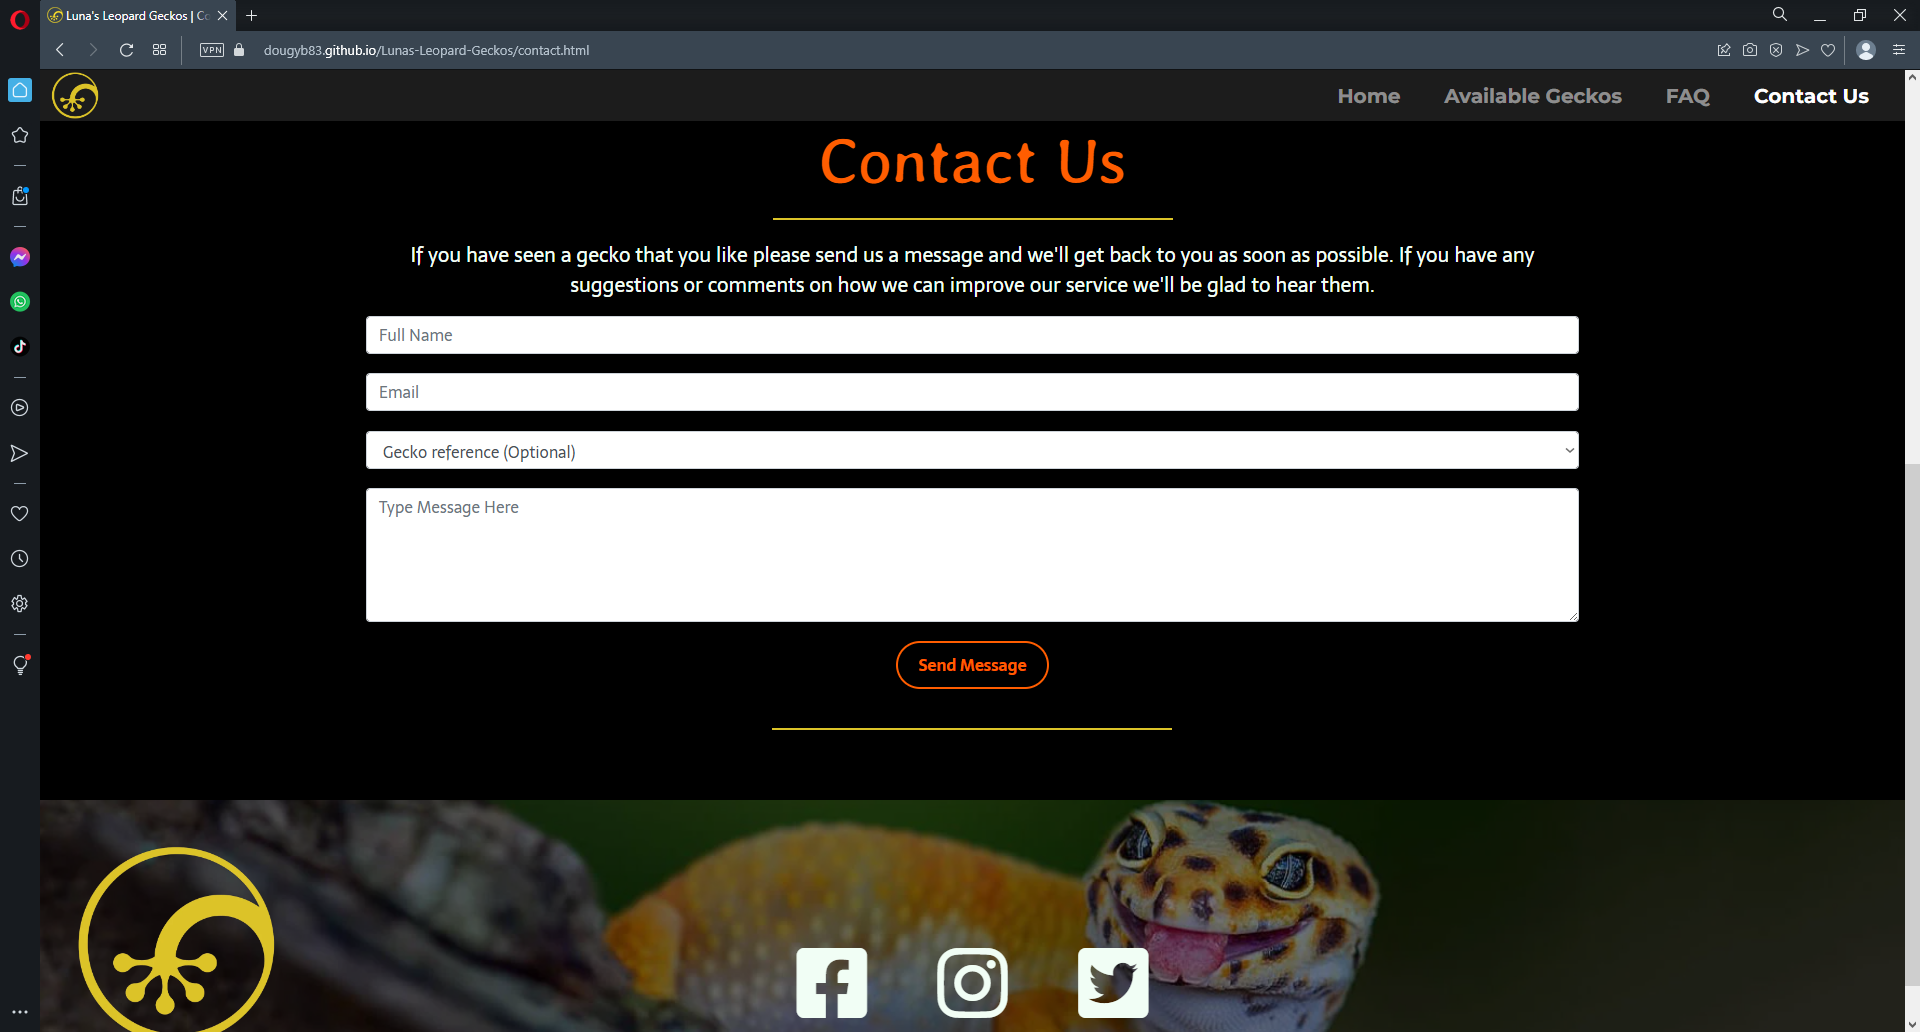 Luna's Leopard Geckos | Co
VPN
dougyb83.github.io/Lunas-Leopard-Geckos/contact.html
Home
Available Geckos
FAQ
Contact Us
Contact Us
If you have seen a gecko that you like please send us a message and we'll get back to you as soon as possible. If you have any
suggestions or comments on how we can improve our service we'll be glad to hear them.
Full Name
Email
Gecko reference (Optional)
Type Message Here
Send Message